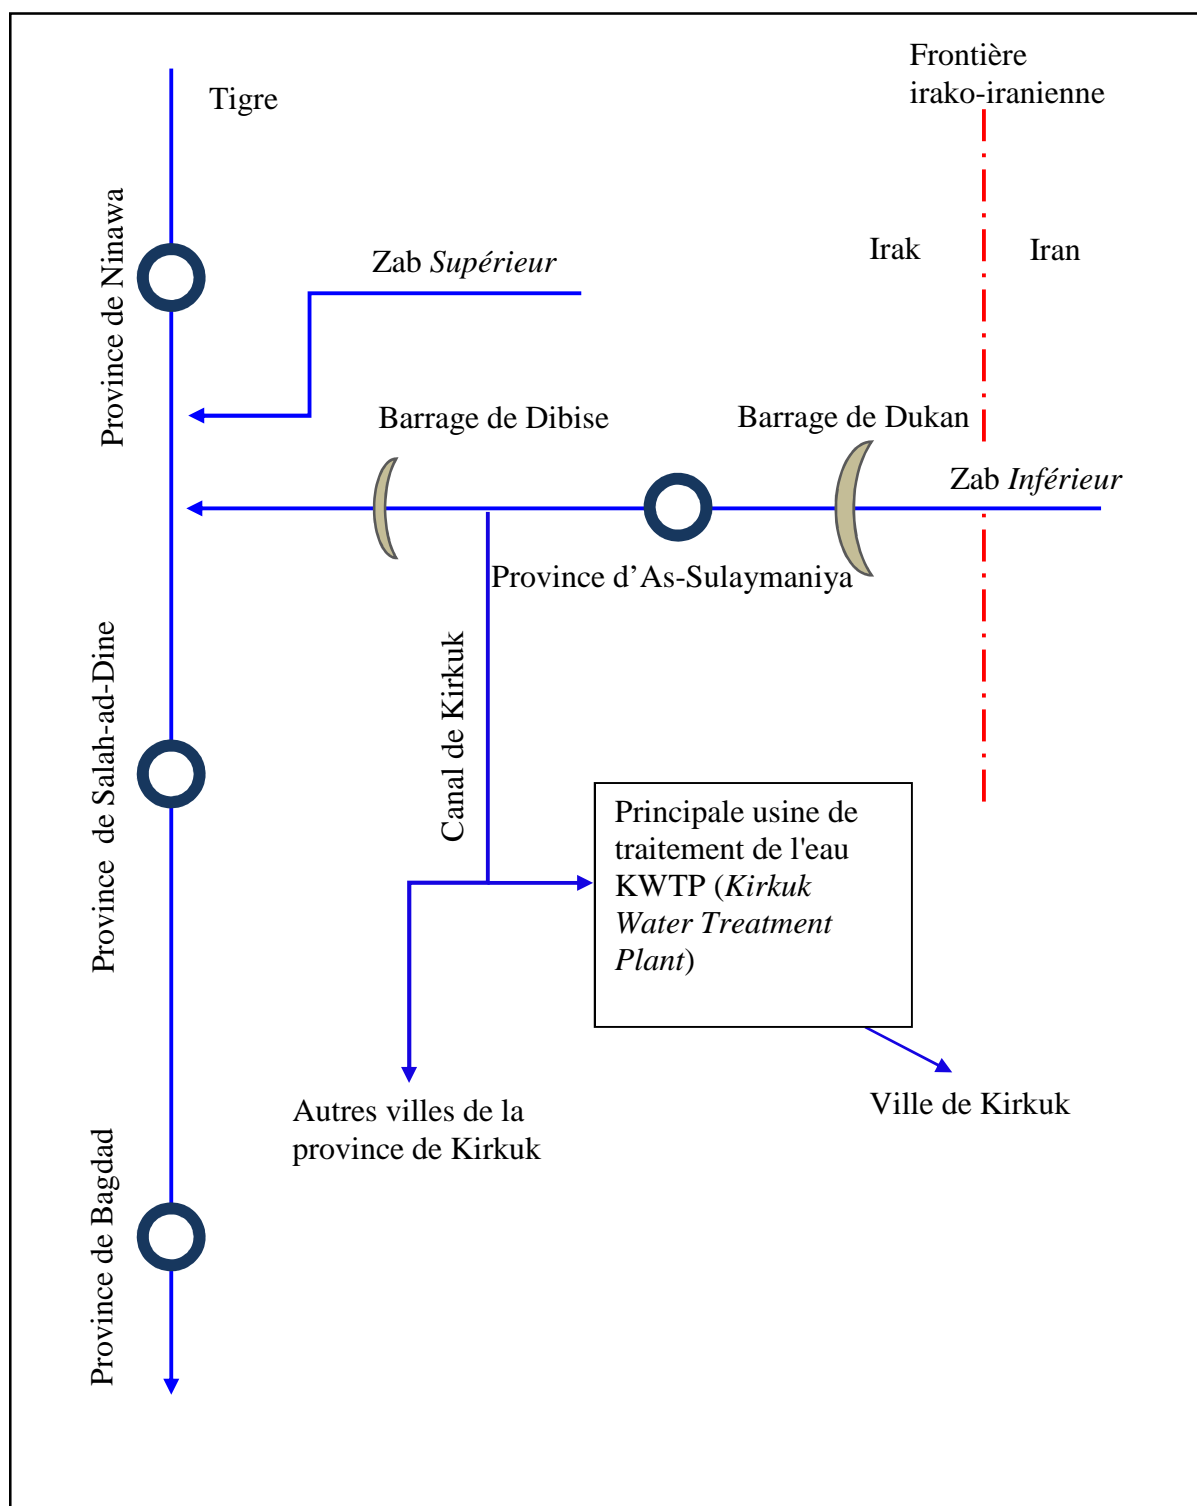 Frontière
irako-iranienne
Tigre
Province de Ninawa
Zab Supérieur
Irak
Iran
Barrage de Dibise
Barrage de Dukan
Zab Inférieur
Province d’As-Sulaymaniya
Canal de Kirkuk
Province de Salah-ad-Dine
Principale usine de
traitement de l'eau
KWTP (Kirkuk
Water Treatment
Plant)
Autres villes de la
province de Kirkuk
Ville de Kirkuk
Province de Bagdad